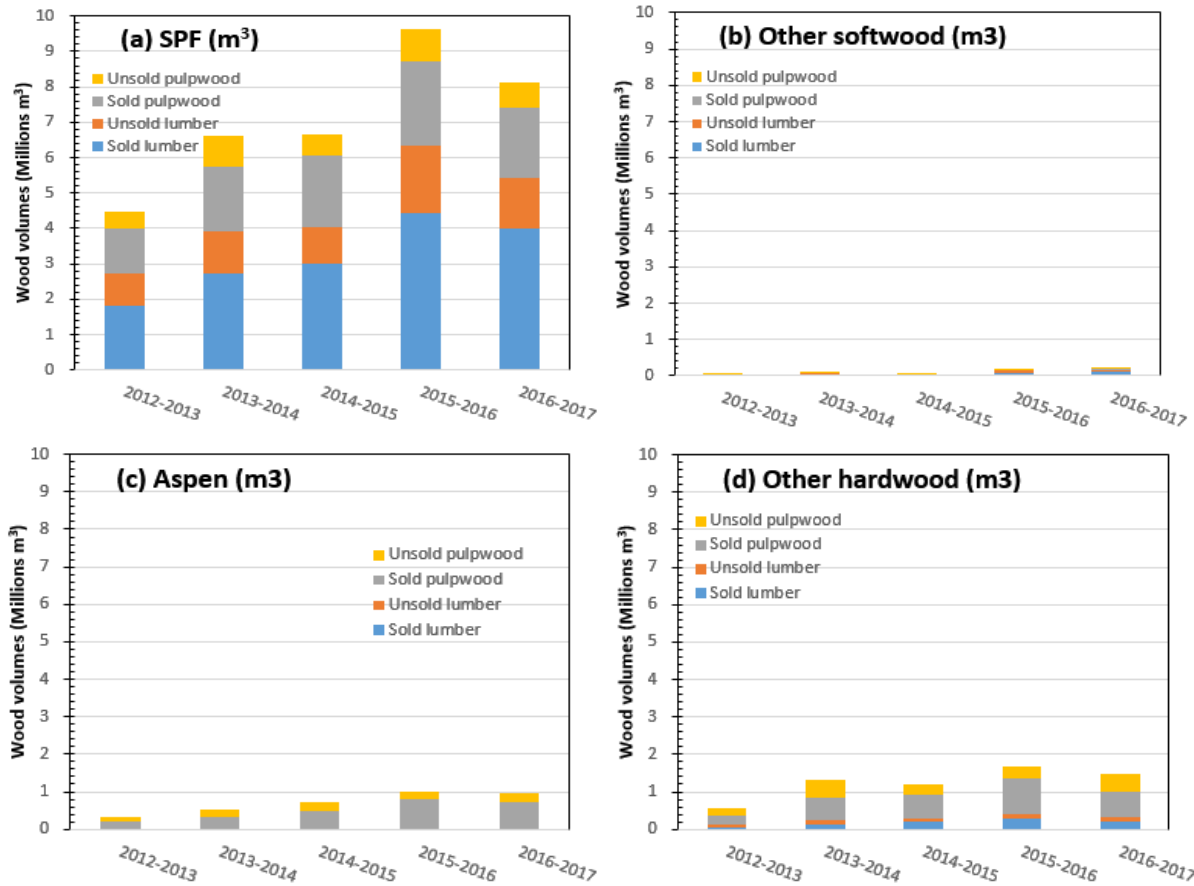 (a) SPF (m³)
Wood volumes (Millions m³)
10
9
8
7
6
5
4
3
2
1
0
Unsold pulpwood
Sold pulpwood
Unsold lumber
Sold lumber
2012-2013
2013-2014
2014-2015
2015-2016
2016-2017
(b) Other softwood (m3)
Wood volumes (Millions m³)
10
9
8
7
6
5
4
3
2
1
0
Unsold pulpwood
Sold pulpwood
Unsold lumber
Sold lumber
2012-2013
2013-2014
2014-2015
2015-2016
2016-2017
(c) Aspen (m3)
Wood volumes (Millions m³)
10
9
8
7
6
5
4
3
2
1
0
Unsold pulpwood
Sold pulpwood
Unsold lumber
Sold lumber
2012-2013
2013-2014
2014-2015
2015-2016
2016-2017
(d) Other hardwood (m3)
Wood volumes (Millions m³)
10
9
8
7
6
5
4
3
2
1
0
Unsold pulpwood
Sold pulpwood
Unsold lumber
Sold lumber
2012-2013
2013-2014
2014-2015
2015-2016
2016-2017